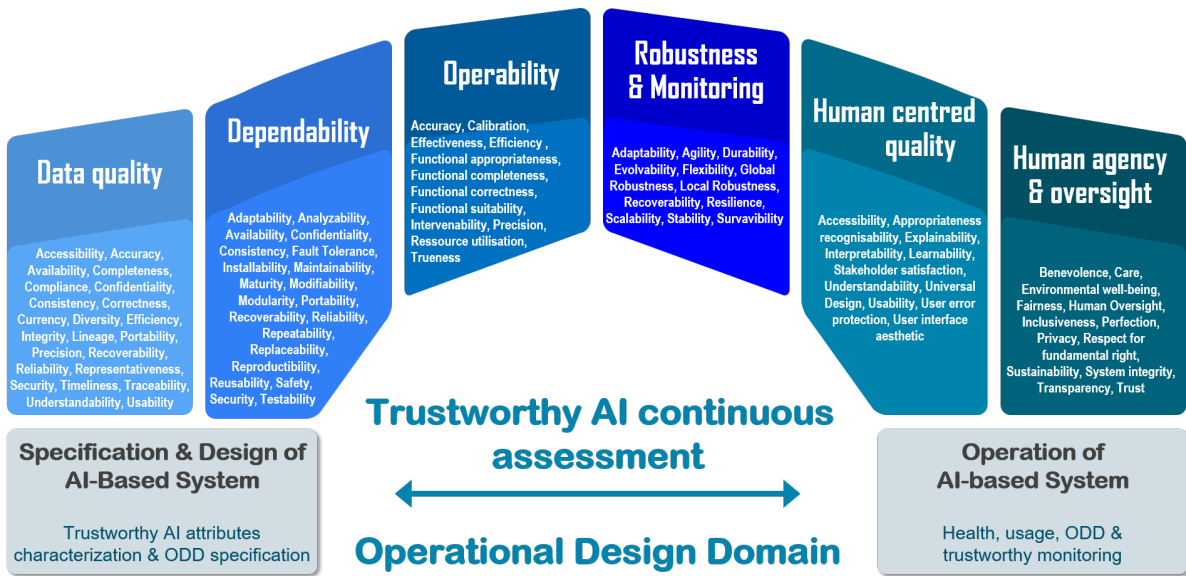 Data quality
Accessibility, Accuracy,
Availability, Completeness,
Compliance, Confidentiality,
Consistency, Correctness,
Currency, Diversity, Efficiency,
Integrity, Lineage, Portability,
Precision, Recoverability,
Reliability, Representativeness,
Security, Timeliness, Traceability,
Understandability, Usability
Dependability
Adaptability, Analyzability,
Availability, Confidentiality,
Consistency, Fault Tolerance,
Installability, Maintainability,
Maturity, Modifiability,
Modularity, Portability,
Recoverability, Reliability,
Repeatability,
Replaceability,
Reproductibility,
Reusability, Safety,
Security, Testability
Operability
Accuracy, Calibration,
Effectiveness, Efficiency ,
Functional appropriateness,
Functional completeness,
Functional correctness,
Functional suitability,
Intervenability, Precision,
Ressource utilisation,
Trueness
Robustness
& Monitoring
Adaptability, Agility, Durability,
Evolvability, Flexibility, Global
Robustness, Local Robustness,
Recoverability, Resilience,
Scalability, Stability, Survavibility
Human centred
quality
Accessibility, Appropriateness
recognisability, Explainability,
Interpretability, Learnability,
Stakeholder satisfaction,
Understandability, Universal
Design, Usability, User error
protection, User interface
aesthetic
Human agency
& oversight
Benevolence, Care,
Environmental well-being,
Fairness, Human Oversight,
Inclusiveness, Perfection,
Privacy, Respect for
fundamental right,
Sustainability, System integrity,
Transparency, Trust
Specification & Design of
AI-Based System
Trustworthy AI attributes
characterization & ODD specification
Trustworthy AI continuous
assessment
Operational Design Domain
Operation of
AI-based System
Health, usage, ODD &
trustworthy monitoring